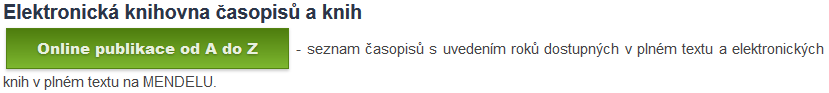 Elektronická knihovna časopisů a knih
Online publikace od A do Z - seznam časopisů s uvedením roků dostupných v plném textu a elektronických
knih v plném textu na MENDELU.